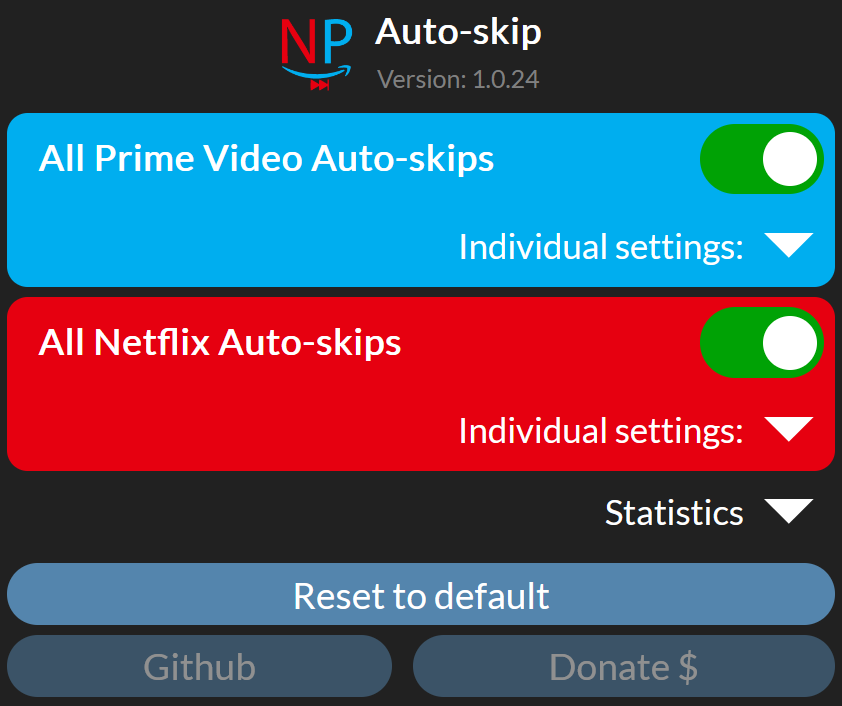 NP
Auto-skip
Version: 1.0.24
All Prime Video Auto-skips
Individual settings:
All Netflix Auto-skips
Individual settings:
Statistics
Reset to default
Github
Donate $